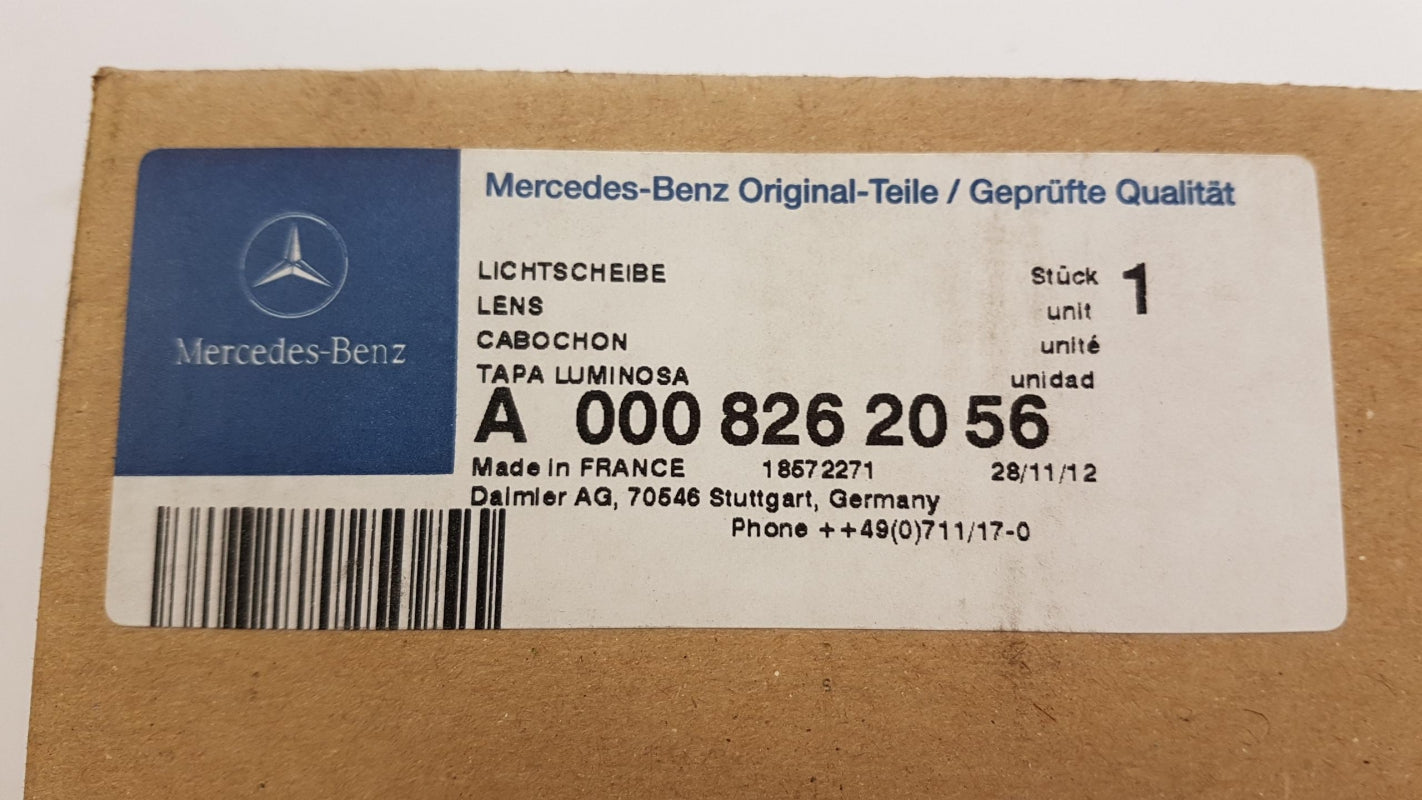 Mercedes-Benz Original-Teile / Geprüfte Qualität
Mercedes-Benz
LICHTSCHEIBE Stück 1
LENS unit
CABOCHON unité
TAPA LUMINOSA unidad
A 000 826 20 56
Made in FRANCE 18572271 28/11/12
Daimler AG, 70546 Stuttgart, Germany
Phone ++49(0)711/17-0